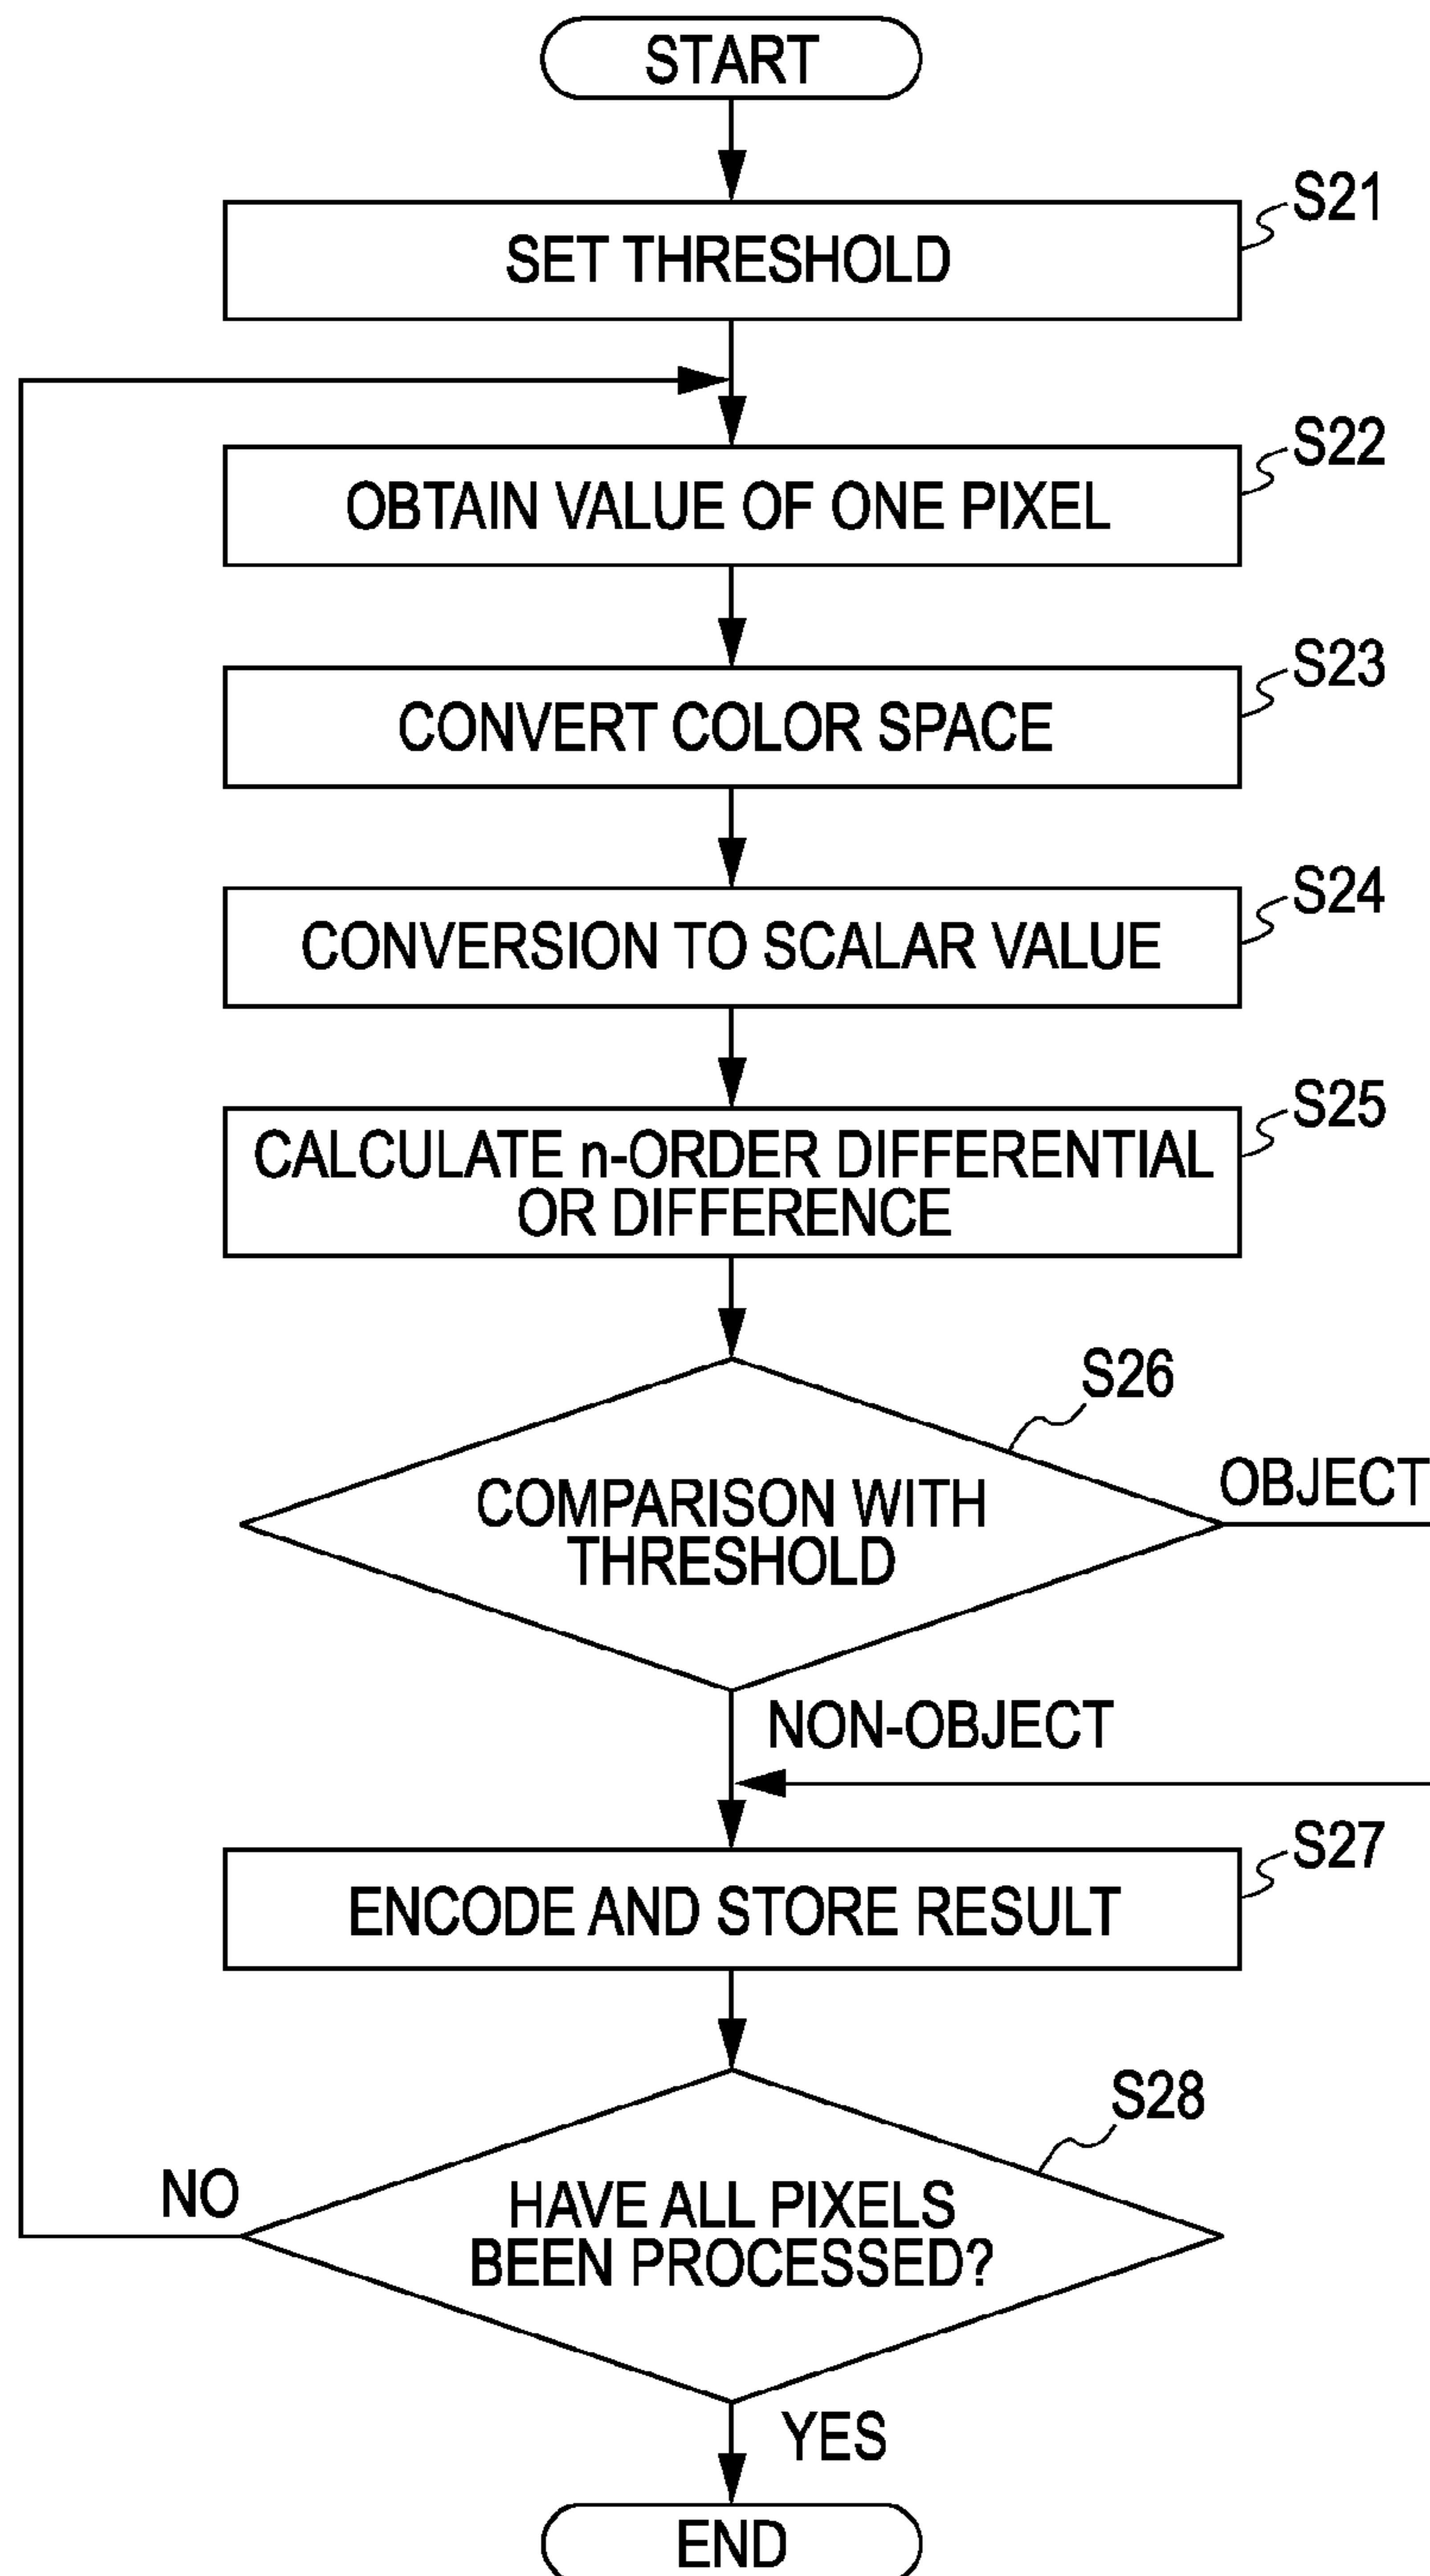 START
S21
SET THRESHOLD
S22
OBTAIN VALUE OF ONE PIXEL
S23
CONVERT COLOR SPACE
S24
CONVERSION TO SCALAR VALUE
S25
CALCULATE n-ORDER DIFFERENTIAL
OR DIFFERENCE
S26
OBJECT
COMPARISON WITH
THRESHOLD
NON-OBJECT
S27
ENCODE AND STORE RESULT
S28
NO
HAVE ALL PIXELS
BEEN PROCESSED?
YES
END